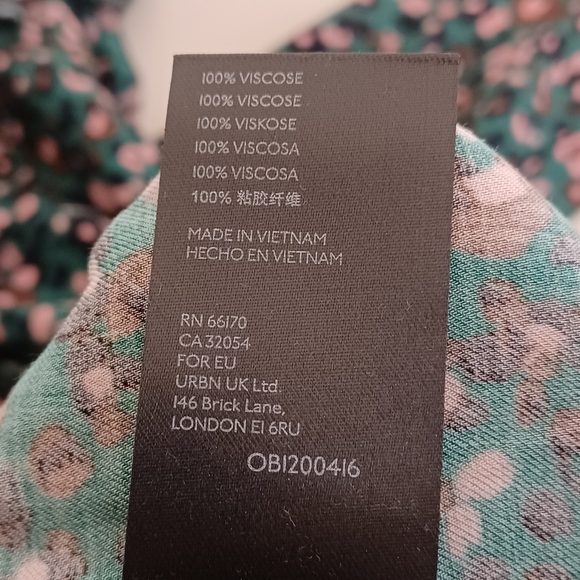 100% VISCOSE
100% VISCOSE
100% VISKOSE
100% VISCOSA
100% VISCOSA
100% 粘胶纤维
MADE IN VIETNAM
HECHO EN VIETNAM
RN 66170
CA 32054
FOR EU
URBN UK Ltd.
146 Brick Lane,
LONDON E1 6RU
OB1200416